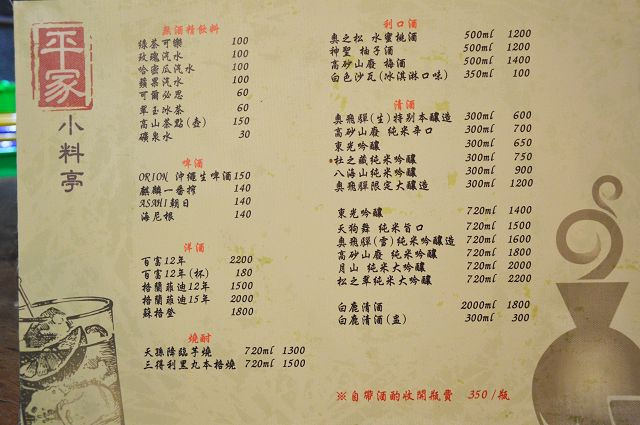 平家
小料亭
無酒精飲料
綠茶可樂 100
玫瑰汽水 100
哈密瓜汽水 100
蘋果汽水 100
可爾必思 60
翠玉冰茶 60
高山茶點(壺) 150
礦泉水 30
啤酒
ORION 沖繩生啤酒 150
麒麟一番搾 140
ASAHI 朝日 140
海尼根 140
洋酒
百富12年 2200
百富12年(杯) 180
格蘭菲迪12年 1500
格蘭菲迪15年 2000
蘇格登 1800
燒酎
天孫降臨芋燒 720ml 1300
三得利黑丸本格燒 720ml 1500
利口酒
奧之松 水蜜桃酒 500ml 1200
神聖 柚子酒 500ml 1200
高砂山廢 梅酒 500ml 1400
白色沙瓦(冰淇淋口味) 350ml 100
清酒
奧飛驒(生)特別本釀造 300ml 600
高砂山廢 純米辛口 300ml 700
東光吟釀 300ml 650
杜之藏 純米吟釀 300ml 750
八海山純米吟釀 300ml 900
奧飛驒限定大釀造 300ml 1200
東光吟釀 720ml 1400
天狗舞 純米旨口 720ml 1500
奧飛驒(雪)純米吟釀造 720ml 1600
高砂山廢 純米吟釀 720ml 1800
月山 純米大吟釀 720ml 2000
松之翠純米大吟釀 720ml 2200
白鹿清酒 2000ml 1800
白鹿清酒(盅) 300ml 300
※自帶酒酌收開瓶費 350/瓶